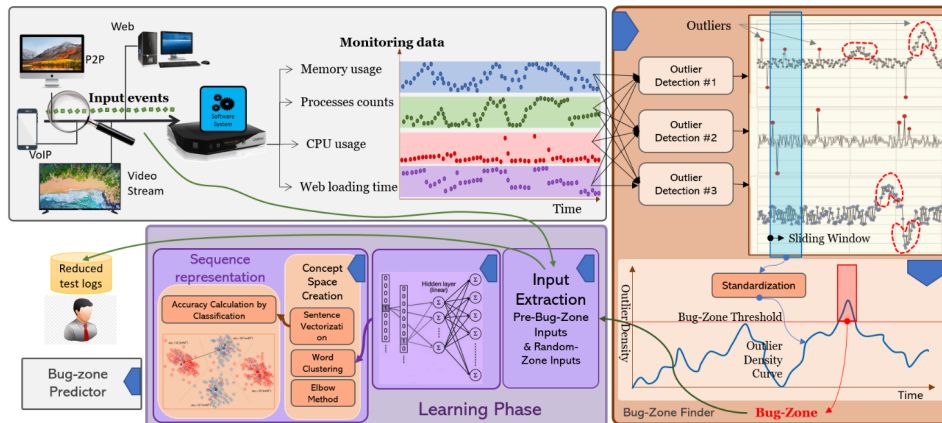 Web
P2P
Input events
VoIP
Video
Stream
Software
System
Monitoring data
Memory usage
Processes counts
CPU usage
Web loading time
Time
Outlier
Detection #1
Outlier
Detection #2
Outlier
Detection #3
Outliers
Sliding Window
Standardization
Outlier Density
Bug-Zone Threshold
Outlier
Density
Curve
Time
Bug-Zone Finder
Bug-Zone
Reduced
test logs
Bug-zone
Predictor
Sequence
representation
Accuracy Calculation by
Classification
Concept
Space
Creation
Sentence
Vectorizati
on
Word
Clustering
Elbow
Method
Hidden layer
(linear)
Input
Extraction
Pre-Bug-Zone
Inputs
& Random-
Zone Inputs
Learning Phase